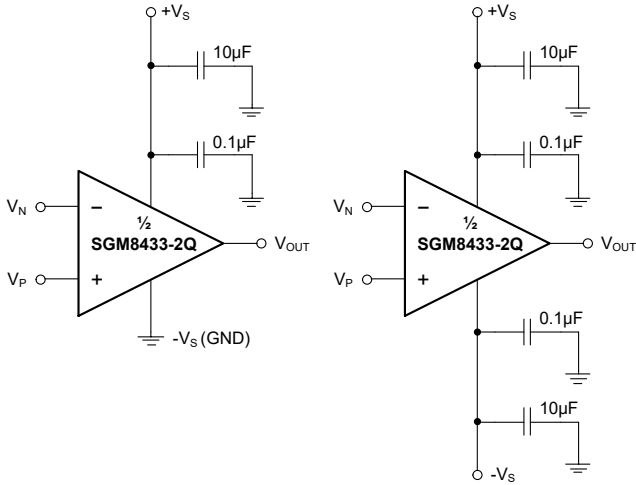 +VS
10µF
0.1µF
VN
−
½
SGM8433-2Q
VOUT
VP
+
-VS (GND)
+VS
10µF
0.1µF
VN
−
½
SGM8433-2Q
VOUT
VP
+
0.1µF
10µF
-VS